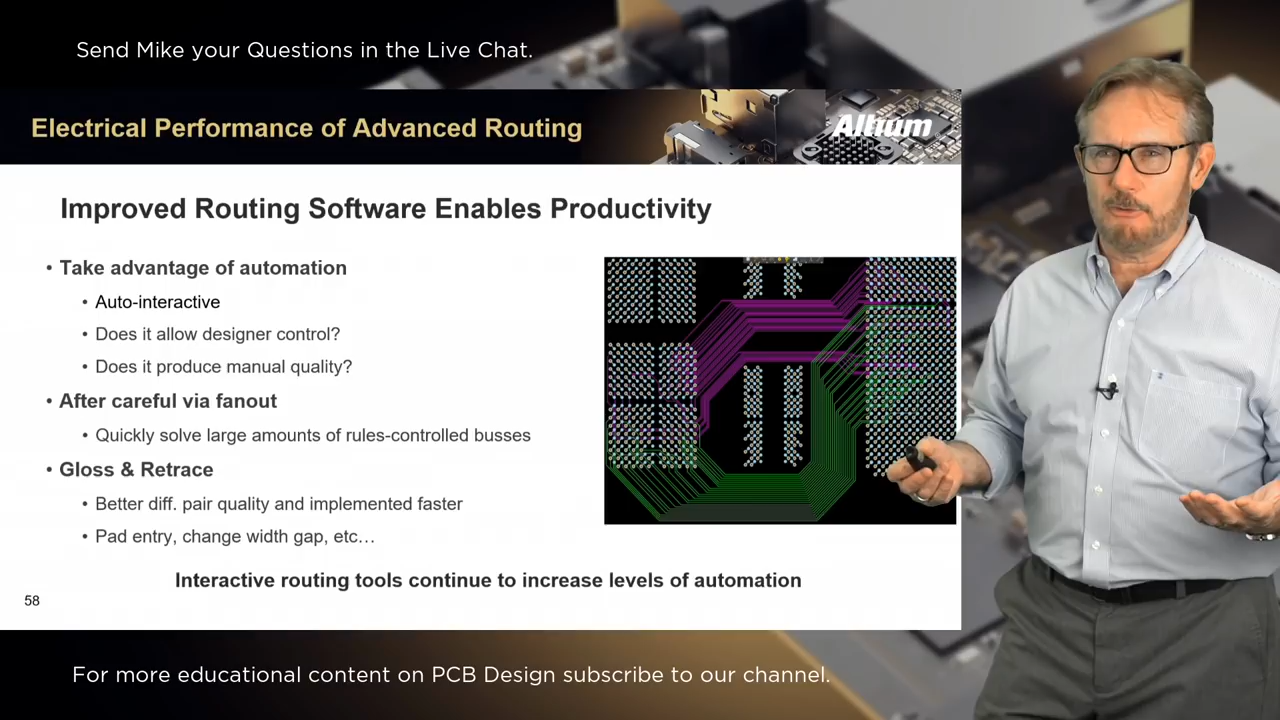 Send Mike your Questions in the Live Chat.
Electrical Performance of Advanced Routing
Altium
Improved Routing Software Enables Productivity
• Take advantage of automation
• Auto-interactive
• Does it allow designer control?
• Does it produce manual quality?
• After careful via fanout
• Quickly solve large amounts of rules-controlled busses
• Gloss & Retrace
• Better diff. pair quality and implemented faster
• Pad entry, change width gap, etc…
Interactive routing tools continue to increase levels of automation
58
For more educational content on PCB Design subscribe to our channel.